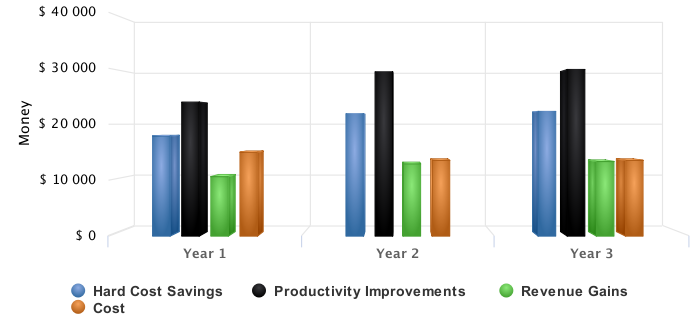 $ 40 000
$ 30 000
$ 20 000
$ 10 000
$ 0
Money
Year 1 Year 2 Year 3
Hard Cost Savings Productivity Improvements Revenue Gains
Cost